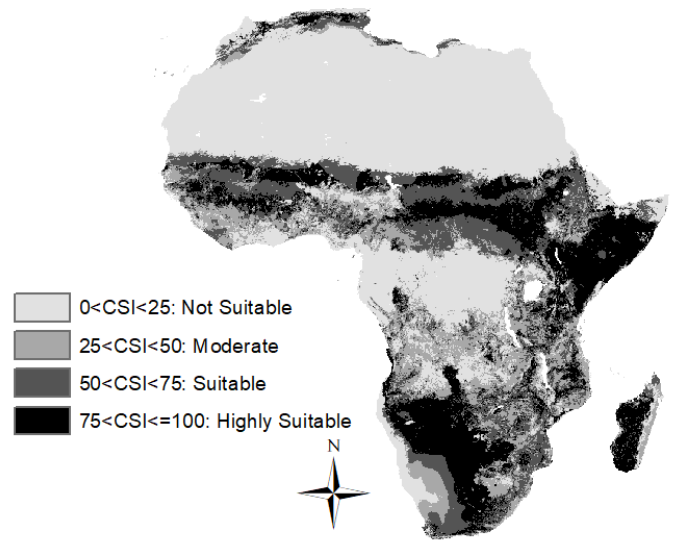 0<CSI<25: Not Suitable
25<CSI<50: Moderate
50<CSI<75: Suitable
75<CSI<=100: Highly Suitable
N